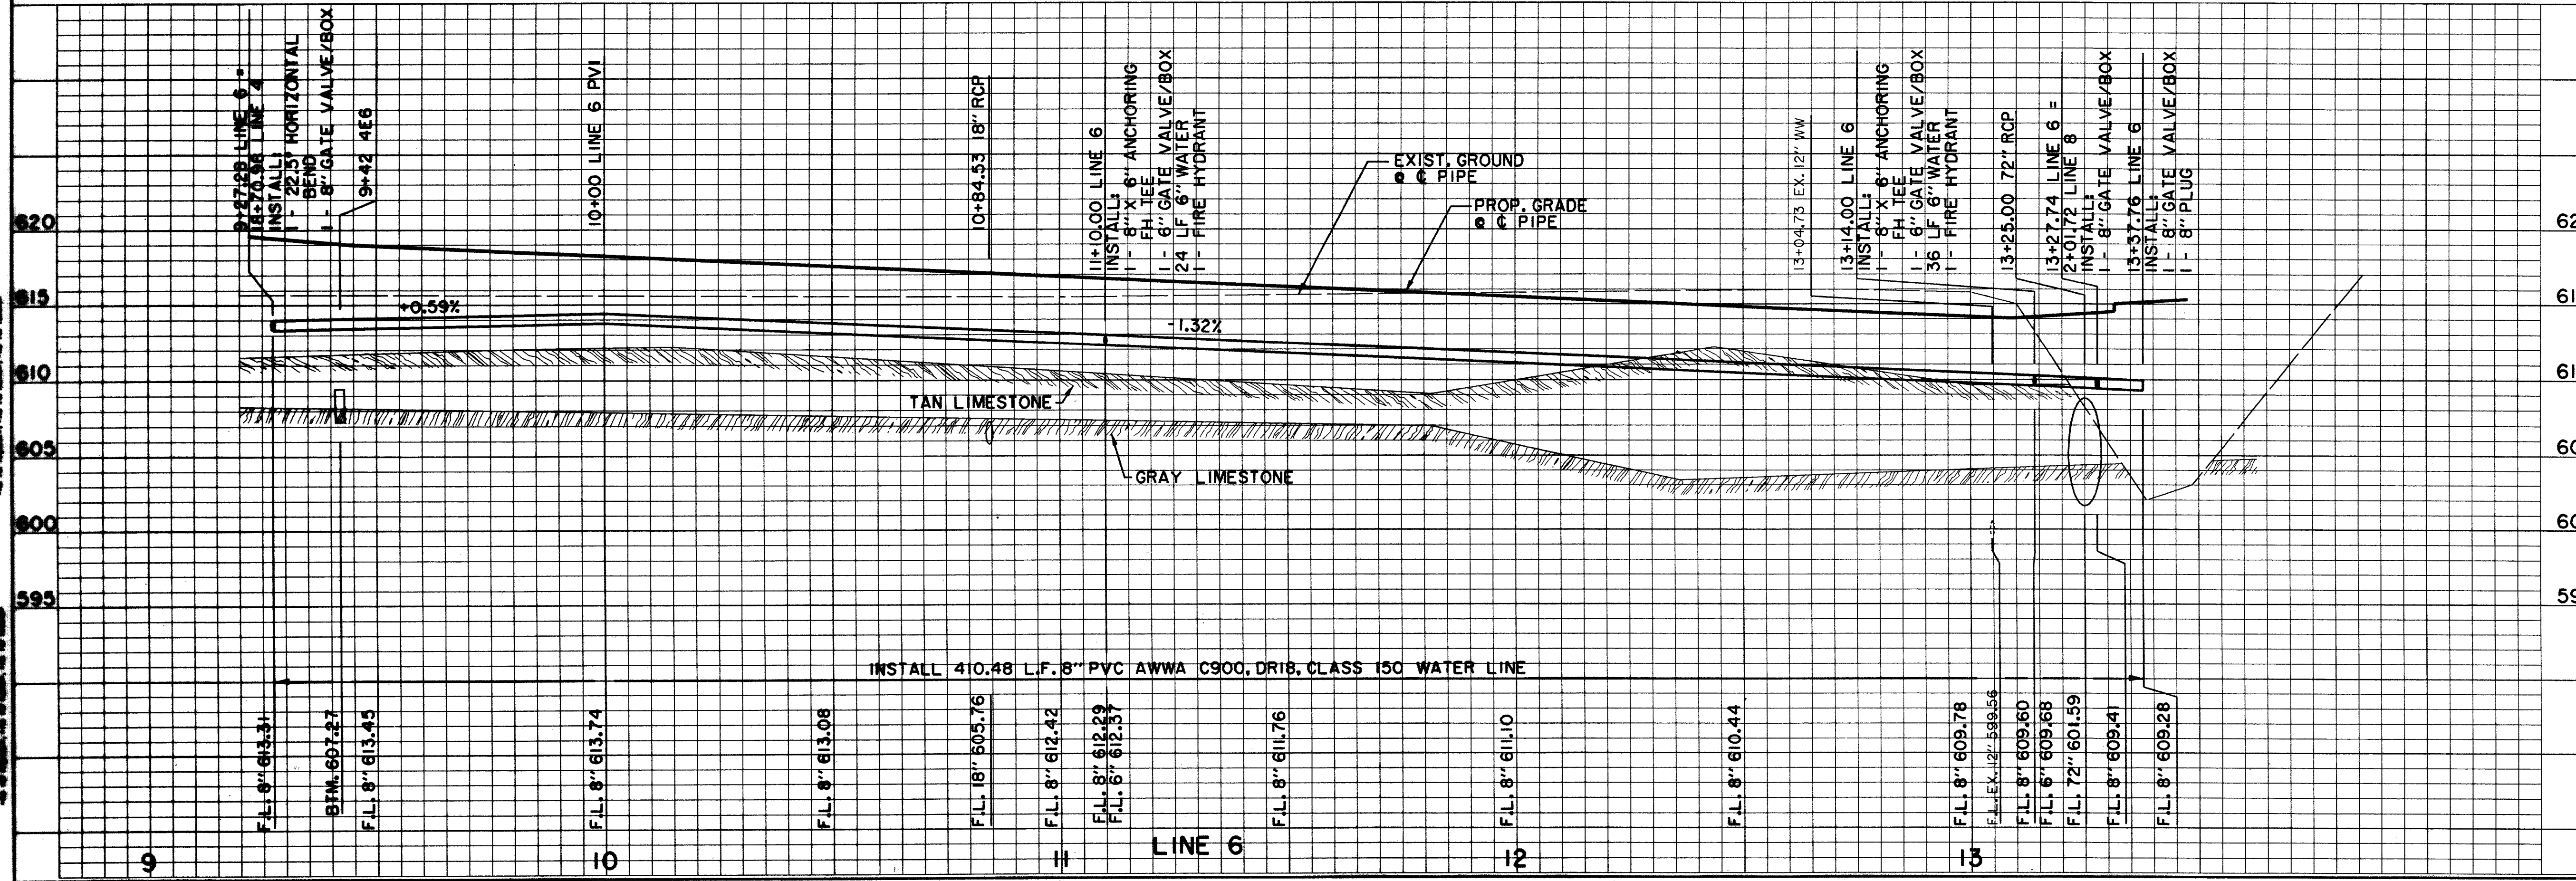 9+27.28 LINE 6 =
18+70.98 LINE 4
INSTALL:
1 - 22.5° HORIZONTAL
BEND
1 - 8" GATE VALVE/BOX
9+42 4E6
10+00 LINE 6 PVI
10+84.53 18" RCP
11+10.00 LINE 6
INSTALL:
1 - 8" X 6" ANCHORING
FH TEE
1 - 6" GATE VALVE/BOX
24 LF 6" WATER
1 - FIRE HYDRANT
EXIST. GROUND
@ ℄ PIPE
PROP. GRADE
@ ℄ PIPE
13+04.73 EX. 12" WW
13+14.00 LINE 6
INSTALL:
1 - 8" X 6" ANCHORING
FH TEE
1 - 6" GATE VALVE/BOX
36 LF 6" WATER
1 - FIRE HYDRANT
13+25.00 72" RCP
13+27.74 LINE 6 =
2+01.72 LINE 8
INSTALL:
1 - 8" GATE VALVE/BOX
13+37.76 LINE 6
INSTALL:
1 - 8" GATE VALVE/BOX
1 - 8" PLUG
620
62
615
61
610
61
605
60
600
60
595
59
+0.59%
-1.32%
TAN LIMESTONE
GRAY LIMESTONE
INSTALL 410.48 L.F. 8" PVC AWWA C900, DR18, CLASS 150 WATER LINE
F.L. 8" 613.31
BTM. 607.27
F.L. 8" 613.45
F.L. 8" 613.74
F.L. 8" 613.08
F.L. 18" 605.76
F.L. 8" 612.42
F.L. 8" 612.29
F.L. 6" 612.37
F.L. 8" 611.76
F.L. 8" 611.10
F.L. 8" 610.44
F.L. 8" 609.78
F.L. EX. 12" 599.56
F.L. 8" 609.60
F.L. 6" 609.68
F.L. 72" 601.59
F.L. 8" 609.41
F.L. 8" 609.28
9
10
11
LINE 6
12
13